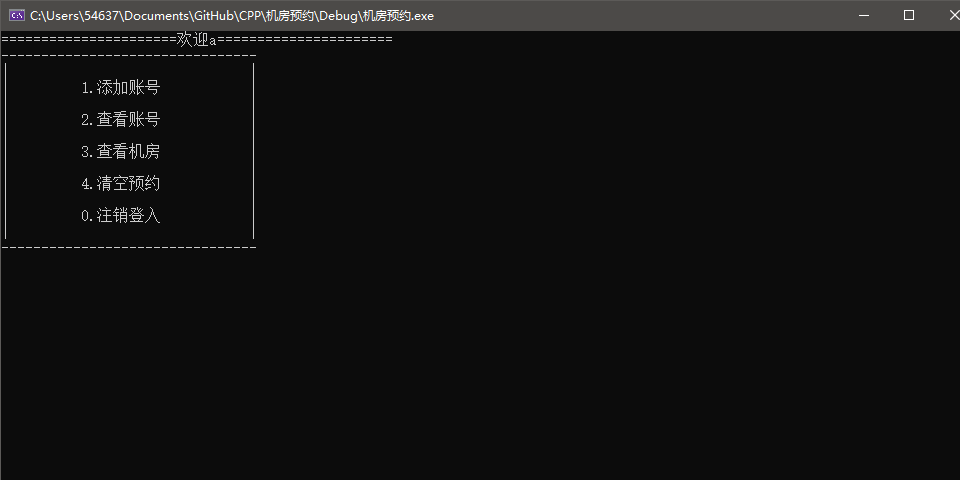 C:\Users\54637\Documents\GitHub\CPP\机房预约\Debug\机房预约.exe
======================欢迎a======================
--------------------------------
1.添加账号
2.查看账号
3.查看机房
4.清空预约
0.注销登入
--------------------------------